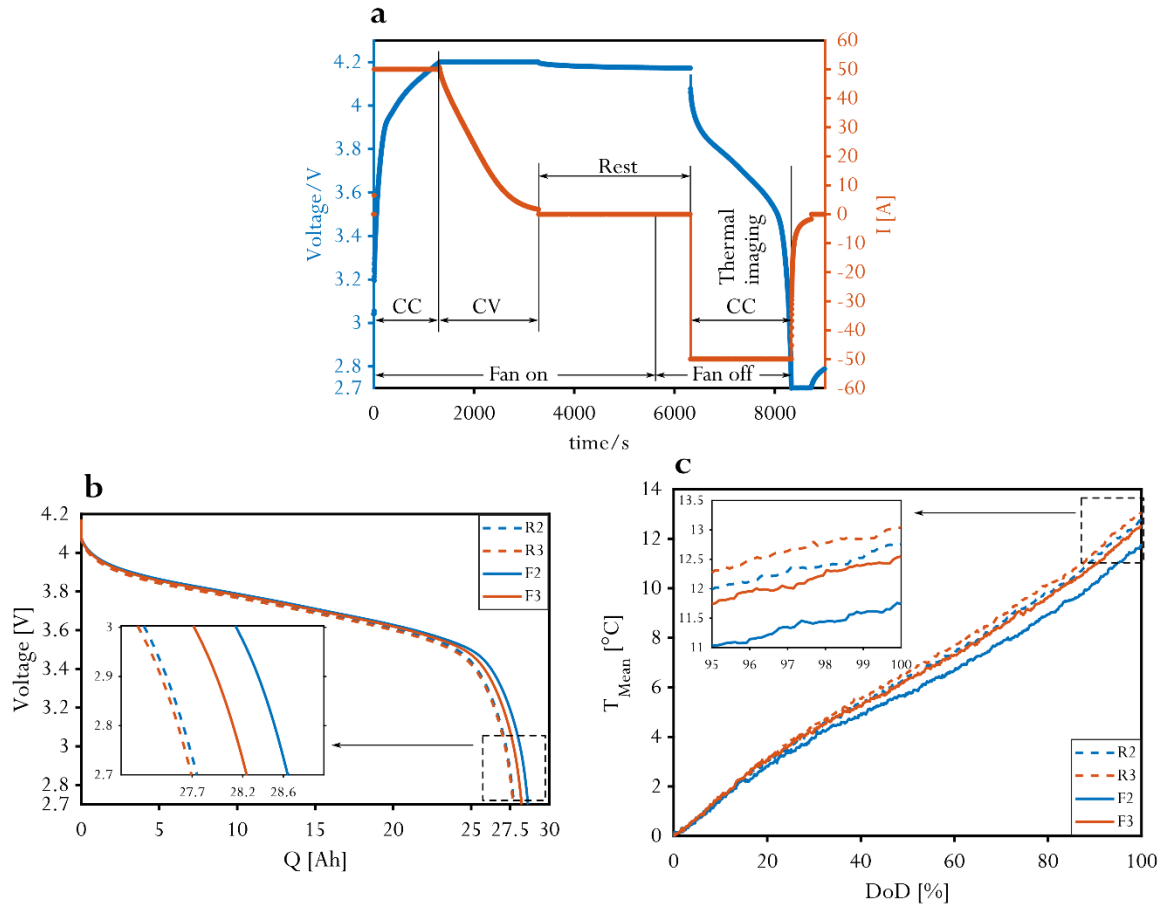 a
60
50
40
30
20
10
0
-10
-20
-30
-40
-50
-60
I [A]
4.2
4
3.8
3.6
3.4
3.2
3
2.8
2.7
Voltage/V
Rest
Thermal
imaging
CC
CV
CC
Fan on
Fan off
0
2000
4000
6000
8000
time/s
b
4.2
4
3.8
3.6
3.4
3.2
3
2.8
2.7
Voltage [V]
R2
R3
F2
F3
3
2.9
2.8
2.7
27.7
28.2
28.6
0
5
10
15
20
25
27.5
30
Q [Ah]
c
14
12
10
8
6
4
2
0
T_Mean [°C]
13.5
13
12.5
12
11.5
11
95
96
97
98
99
100
R2
R3
F2
F3
0
20
40
60
80
100
DoD [%]